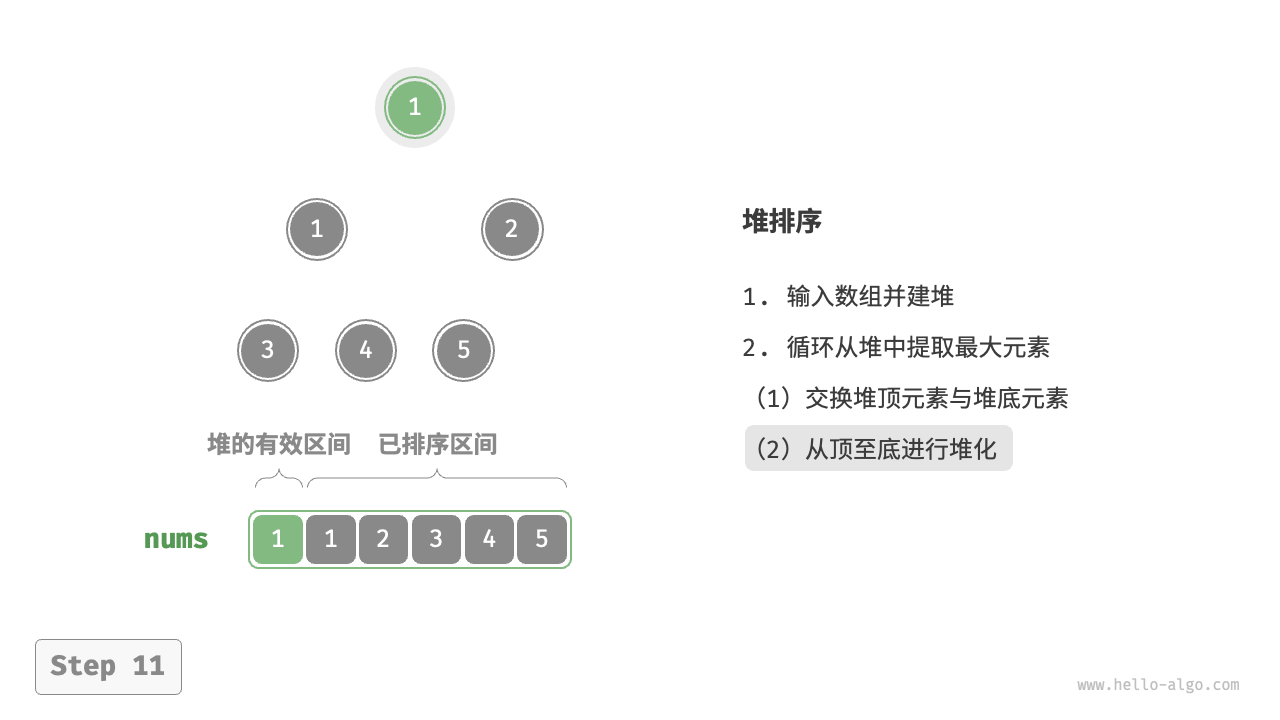 1
1 2
3 4 5
堆的有效区间 已排序区间
nums 1 1 2 3 4 5
堆排序
1. 输入数组并建堆
2. 循环从堆中提取最大元素
（1）交换堆顶元素与堆底元素
（2）从顶至底进行堆化
Step 11
www.hello-algo.com